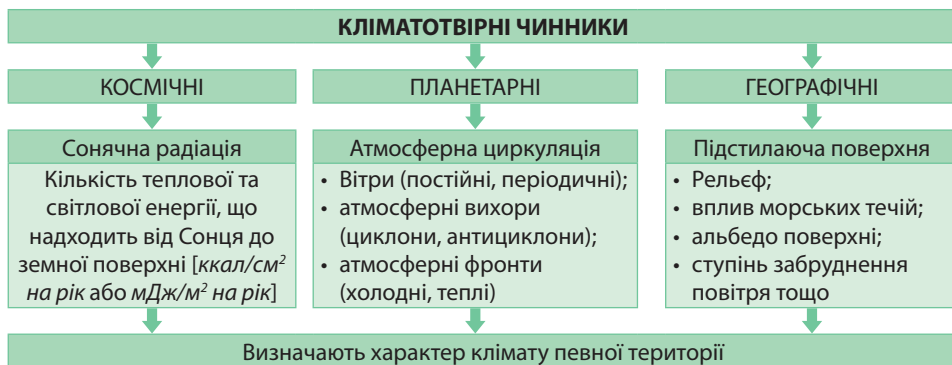 КЛІМАТОТВІРНІ ЧИННИКИ
КОСМІЧНІ
Сонячна радіація
Кількість теплової та
світлової енергії, що
надходить від Сонця до
земної поверхні [ккал/см²
на рік або мДж/м² на рік]
ПЛАНЕТАРНІ
Атмосферна циркуляція
• Вітри (постійні, періодичні);
• атмосферні вихори
(циклони, антициклони);
• атмосферні фронти
(холодні, теплі)
ГЕОГРАФІЧНІ
Підстилаюча поверхня
• Рельєф;
• вплив морських течій;
• альбедо поверхні;
• ступінь забруднення
повітря тощо
Визначають характер клімату певної території